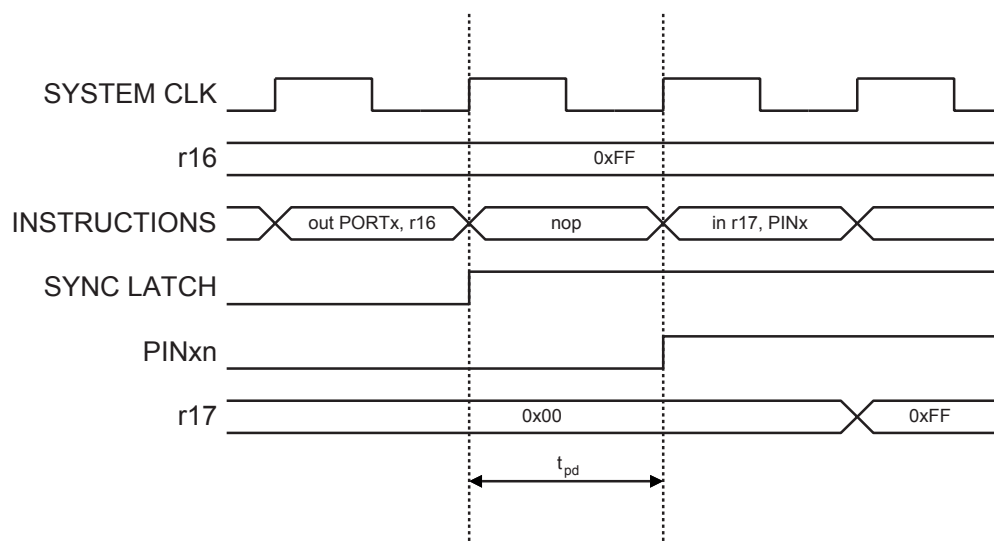 SYSTEM CLK
r16
0xFF
INSTRUCTIONS
out PORTx, r16
nop
in r17, PINx
SYNC LATCH
PINxn
r17
0x00
0xFF
tpd